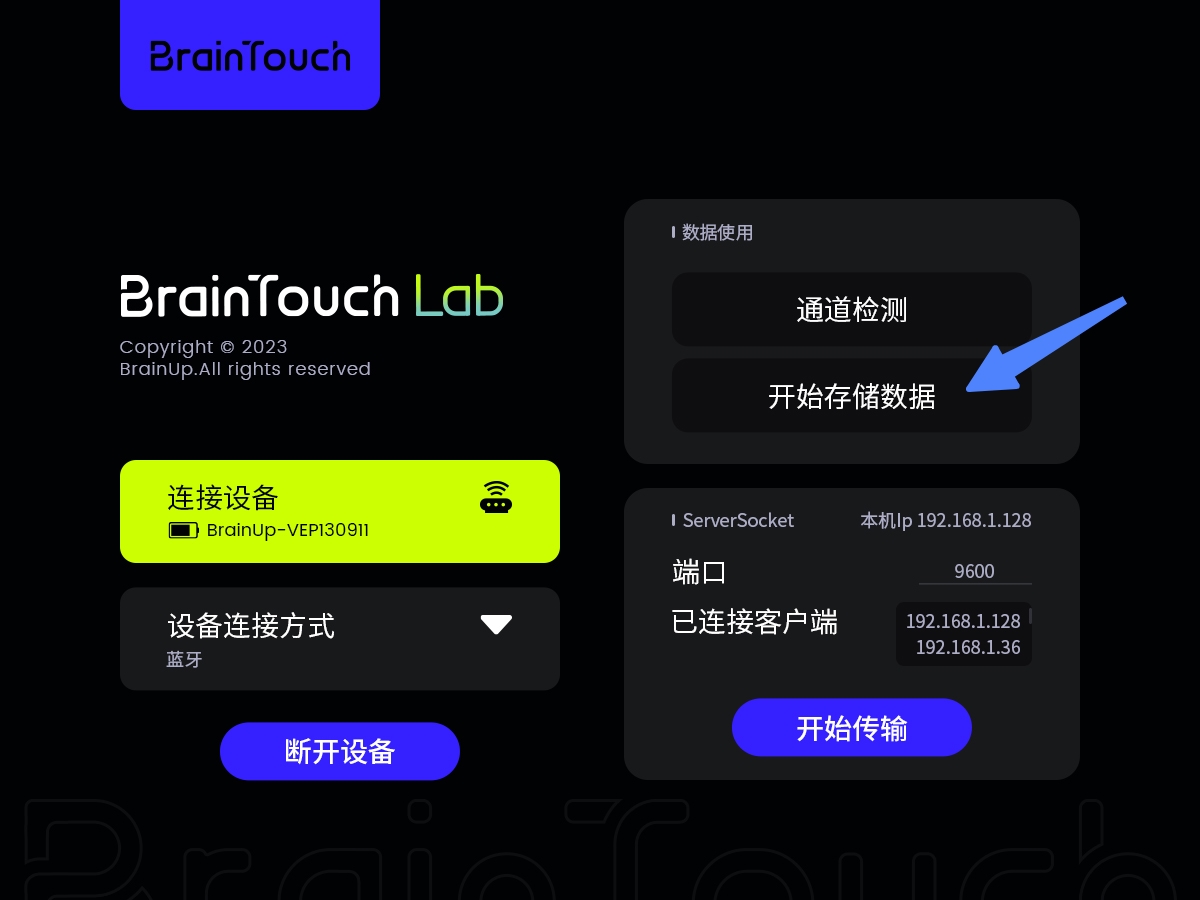 BrainTouch
BrainTouch Lab
Copyright © 2023
BrainUp.All rights reserved
连接设备
BrainUp-VEP130911
设备连接方式
蓝牙
断开设备
数据使用
通道检测
开始存储数据
ServerSocket
本机Ip 192.168.1.128
端口
9600
已连接客户端
192.168.1.128
192.168.1.36
开始传输
BrainTouch